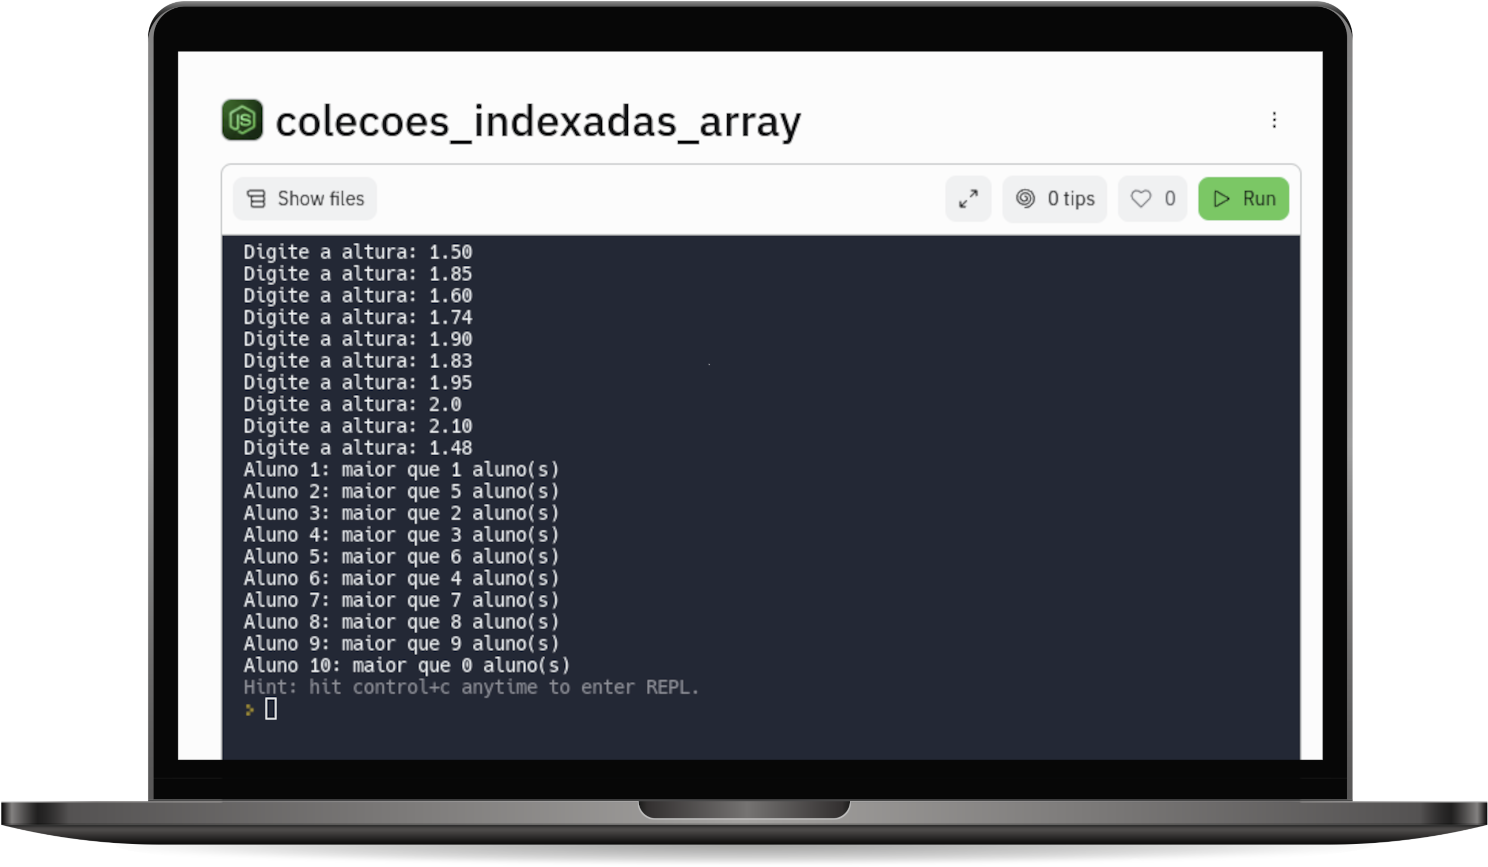 JS
colecoes_indexadas_array
Show files
0 tips
0
Run
Digite a altura: 1.50
Digite a altura: 1.85
Digite a altura: 1.60
Digite a altura: 1.74
Digite a altura: 1.90
Digite a altura: 1.83
Digite a altura: 1.95
Digite a altura: 2.0
Digite a altura: 2.10
Digite a altura: 1.48
Aluno 1: maior que 1 aluno(s)
Aluno 2: maior que 5 aluno(s)
Aluno 3: maior que 2 aluno(s)
Aluno 4: maior que 3 aluno(s)
Aluno 5: maior que 6 aluno(s)
Aluno 6: maior que 4 aluno(s)
Aluno 7: maior que 7 aluno(s)
Aluno 8: maior que 8 aluno(s)
Aluno 9: maior que 9 aluno(s)
Aluno 10: maior que 0 aluno(s)
Hint: hit control+c anytime to enter REPL.
>